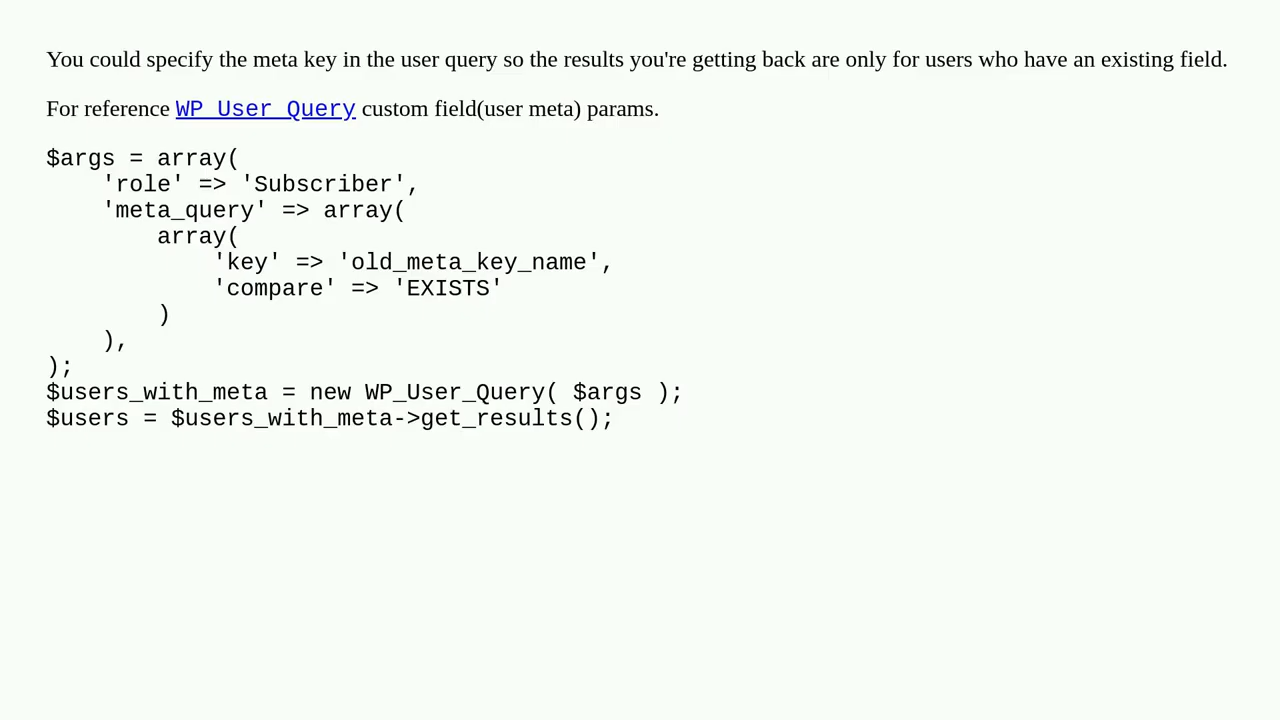 You could specify the meta key in the user query so the results you're getting back are only for users who have an existing field.
For reference WP_User_Query custom field(user meta) params.
$args = array(
    'role' => 'Subscriber',
    'meta_query' => array(
        array(
            'key' => 'old_meta_key_name',
            'compare' => 'EXISTS'
        )
    ),
);
$users_with_meta = new WP_User_Query( $args );
$users = $users_with_meta->get_results();